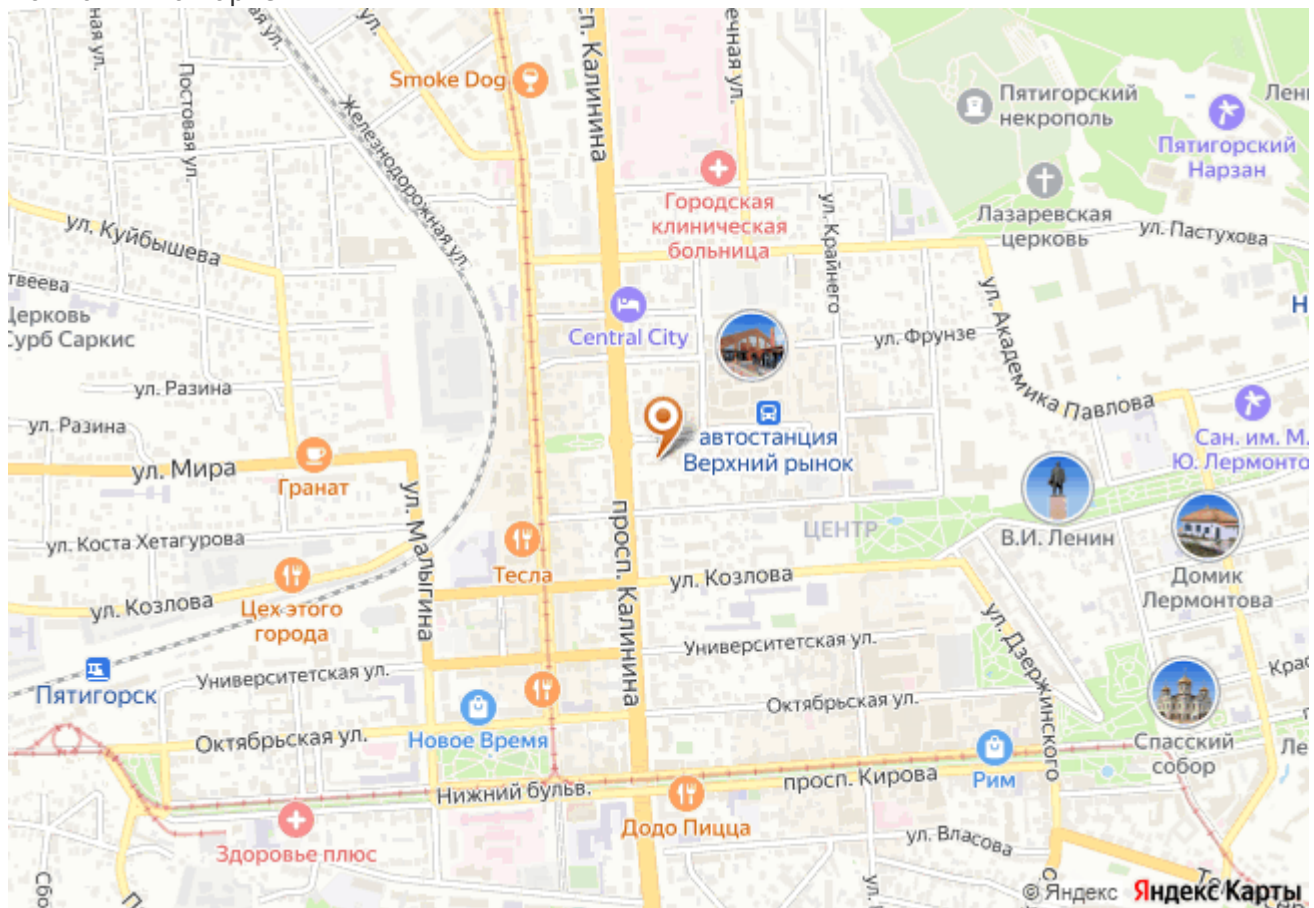 Smoke Dog
Постовая ул.
Железнодорожная ул.
просп. Калинина
Пятигорский
некрополь
Пятигорский
Нарзан
Городская
клиническая
больница
ул. Крайнего
Лазаревская
церковь
ул. Пастухова
ул. Куйбышева
Сурб Саркис
Central City
ул. Фрунзе
ул. Академика Павлова
ул. Разина
ул. Разина
ул. Мира
Гранат
автостанция
Верхний рынок
Сан. им. М.
ул. Малыгина
ЦЕНТР
В.И. Ленин
ул. Коста Хетагурова
Тесла
ул. Козлова
Домик
Лермонтова
ул. Козлова
Цех этого
города
Университетская ул.
ул. Дзержинского
Пятигорск
Университетская ул.
просп. Калинина
Октябрьская ул.
Октябрьская ул.
Новое Время
Спасский
собор
Рим
просп. Кирова
Нижний бульв.
Додо Пицца
ул. Власова
Здоровье плюс
© Яндекс Яндекс Карты